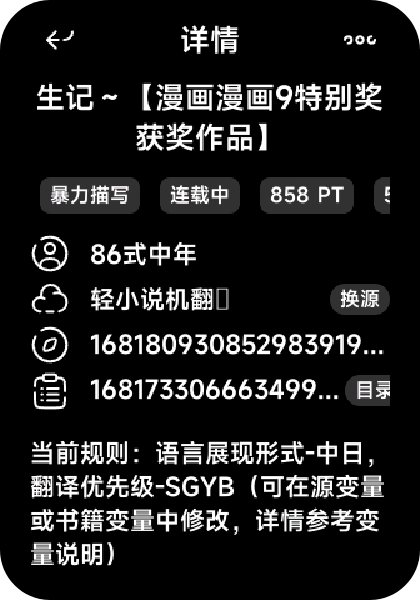 详情
生记~【漫画漫画9特别奖
获奖作品】
暴力描写 连载中 858 PT 5
86式中年
轻小说机翻 换源
168180930852983919...
168173306663499... 目录
当前规则：语言展现形式-中日，
翻译优先级-SGYB（可在源变量
或书籍变量中修改，详情参考变
量说明）